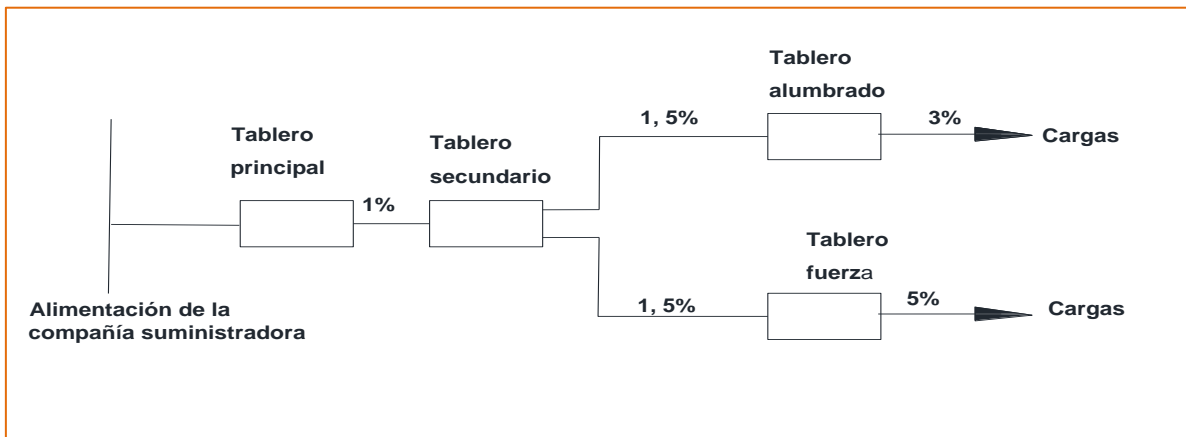 Tablero
principal
1%
Tablero
secundario
1, 5%
Tablero
alumbrado
3%
Cargas
1, 5%
Tablero
fuerza
5%
Cargas
Alimentación de la
compañía suministradora